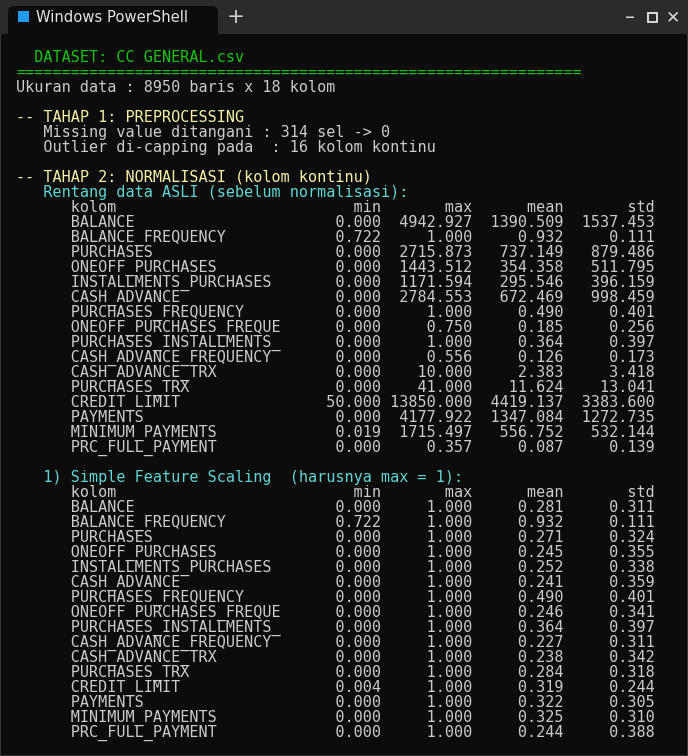 Windows PowerShell
DATASET: CC GENERAL.csv
==============================================================
Ukuran data : 8950 baris x 18 kolom
-- TAHAP 1: PREPROCESSING
Missing value ditangani : 314 sel -> 0
Outlier di-capping pada  : 16 kolom kontinu
-- TAHAP 2: NORMALISASI (kolom kontinu)
Rentang data ASLI (sebelum normalisasi):
kolom min max mean std
BALANCE 0.000 4942.927 1390.509 1537.453
BALANCE_FREQUENCY 0.722 1.000 0.932 0.111
PURCHASES 0.000 2715.873 737.149 879.486
ONEOFF_PURCHASES 0.000 1443.512 354.358 511.795
INSTALLMENTS_PURCHASES 0.000 1171.594 295.546 396.159
CASH_ADVANCE 0.000 2784.553 672.469 998.459
PURCHASES_FREQUENCY 0.000 1.000 0.490 0.401
ONEOFF_PURCHASES_FREQUE 0.000 0.750 0.185 0.256
PURCHASES_INSTALLMENTS_ 0.000 1.000 0.364 0.397
CASH_ADVANCE_FREQUENCY 0.000 0.556 0.126 0.173
CASH_ADVANCE_TRX 0.000 10.000 2.383 3.418
PURCHASES_TRX 0.000 41.000 11.624 13.041
CREDIT_LIMIT 50.000 13850.000 4419.137 3383.600
PAYMENTS 0.000 4177.922 1347.084 1272.735
MINIMUM_PAYMENTS 0.019 1715.497 556.752 532.144
PRC_FULL_PAYMENT 0.000 0.357 0.087 0.139
1) Simple Feature Scaling  (harusnya max = 1):
kolom min max mean std
BALANCE 0.000 1.000 0.281 0.311
BALANCE_FREQUENCY 0.722 1.000 0.932 0.111
PURCHASES 0.000 1.000 0.271 0.324
ONEOFF_PURCHASES 0.000 1.000 0.245 0.355
INSTALLMENTS_PURCHASES 0.000 1.000 0.252 0.338
CASH_ADVANCE 0.000 1.000 0.241 0.359
PURCHASES_FREQUENCY 0.000 1.000 0.490 0.401
ONEOFF_PURCHASES_FREQUE 0.000 1.000 0.246 0.341
PURCHASES_INSTALLMENTS_ 0.000 1.000 0.364 0.397
CASH_ADVANCE_FREQUENCY 0.000 1.000 0.227 0.311
CASH_ADVANCE_TRX 0.000 1.000 0.238 0.342
PURCHASES_TRX 0.000 1.000 0.284 0.318
CREDIT_LIMIT 0.004 1.000 0.319 0.244
PAYMENTS 0.000 1.000 0.322 0.305
MINIMUM_PAYMENTS 0.000 1.000 0.325 0.310
PRC_FULL_PAYMENT 0.000 1.000 0.244 0.388